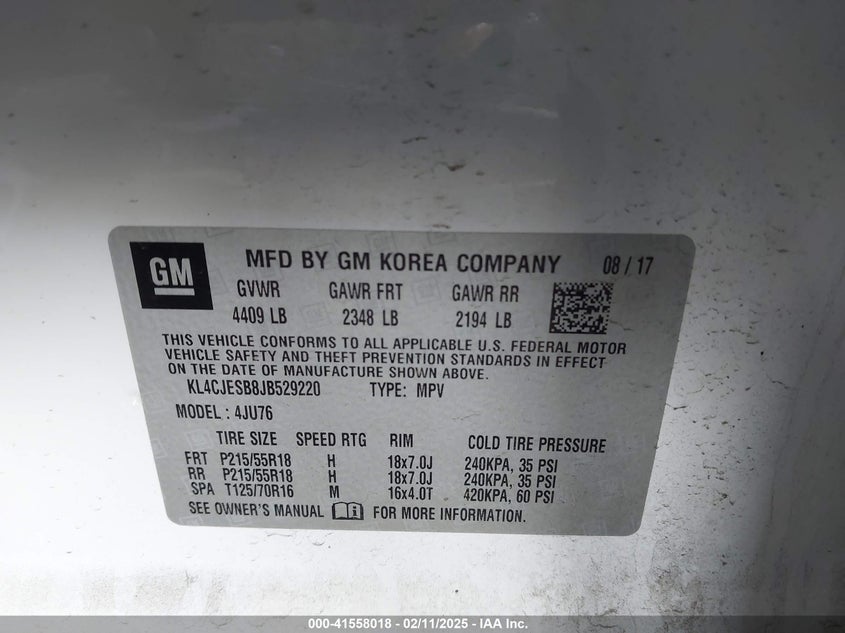 GM
MFD BY GM KOREA COMPANY 08 / 17
GVWR GAWR FRT GAWR RR
4409 LB 2348 LB 2194 LB
THIS VEHICLE CONFORMS TO ALL APPLICABLE U.S. FEDERAL MOTOR
VEHICLE SAFETY AND THEFT PREVENTION STANDARDS IN EFFECT
ON THE DATE OF MANUFACTURE SHOWN ABOVE.
KL4CJESB8JB529220 TYPE: MPV
MODEL : 4JU76
TIRE SIZE SPEED RTG RIM COLD TIRE PRESSURE
FRT P215/55R18 H 18x7.0J 240KPA, 35 PSI
RR P215/55R18 H 18x7.0J 240KPA, 35 PSI
SPA T125/70R16 M 16x4.0T 420KPA, 60 PSI
SEE OWNER'S MANUAL FOR MORE INFORMATION.
000-41558018 - 02/11/2025 - IAA Inc.